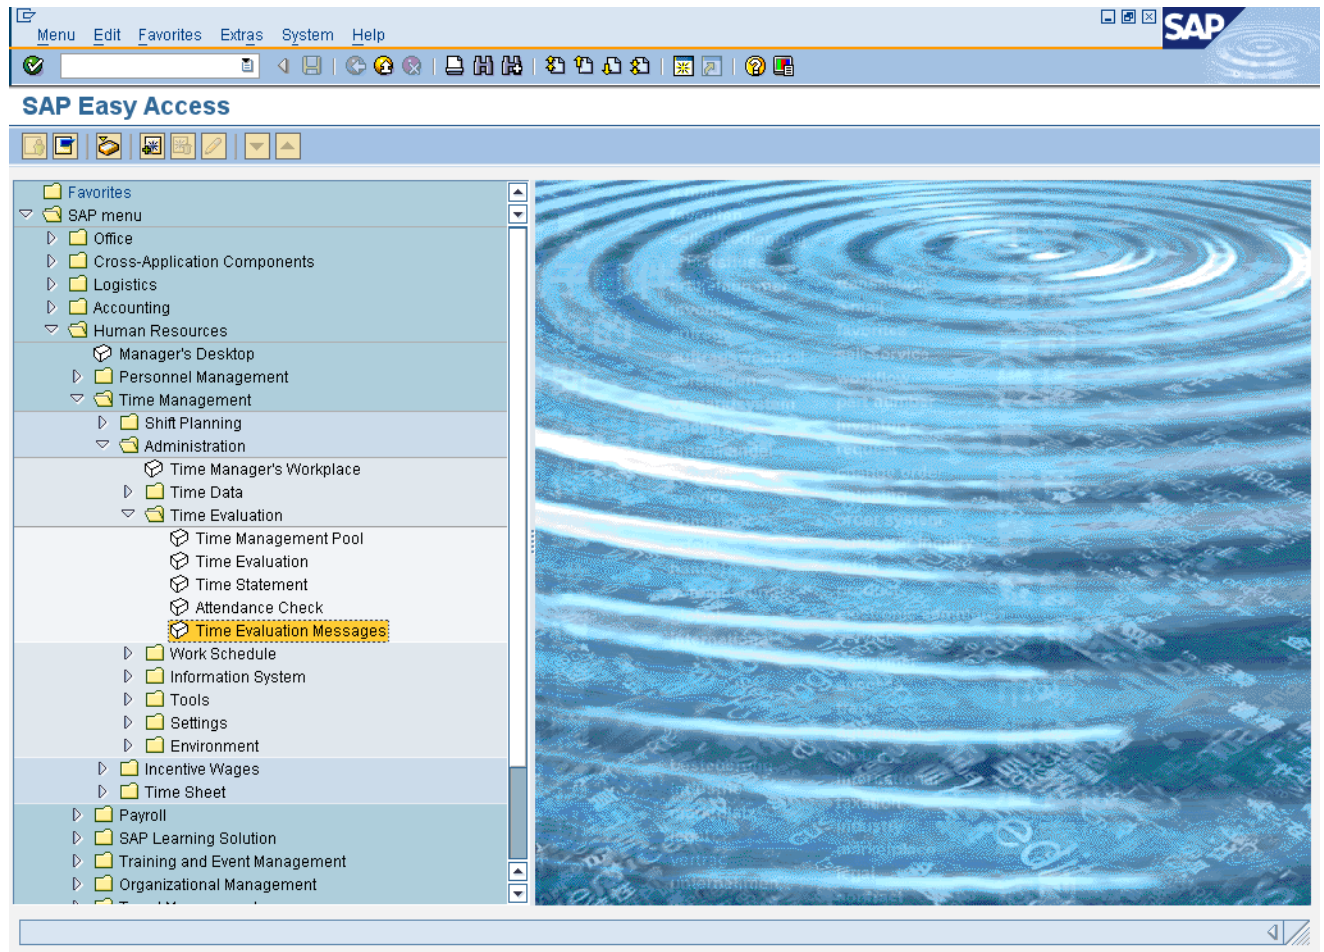 Menu Edit Favorites Extras System Help
SAP
SAP Easy Access
Favorites
SAP menu
Office
Cross-Application Components
Logistics
Accounting
Human Resources
Manager's Desktop
Personnel Management
Time Management
Shift Planning
Administration
Time Manager's Workplace
Time Data
Time Evaluation
Time Management Pool
Time Evaluation
Time Statement
Attendance Check
Time Evaluation Messages
Work Schedule
Information System
Tools
Settings
Environment
Incentive Wages
Time Sheet
Payroll
SAP Learning Solution
Training and Event Management
Organizational Management